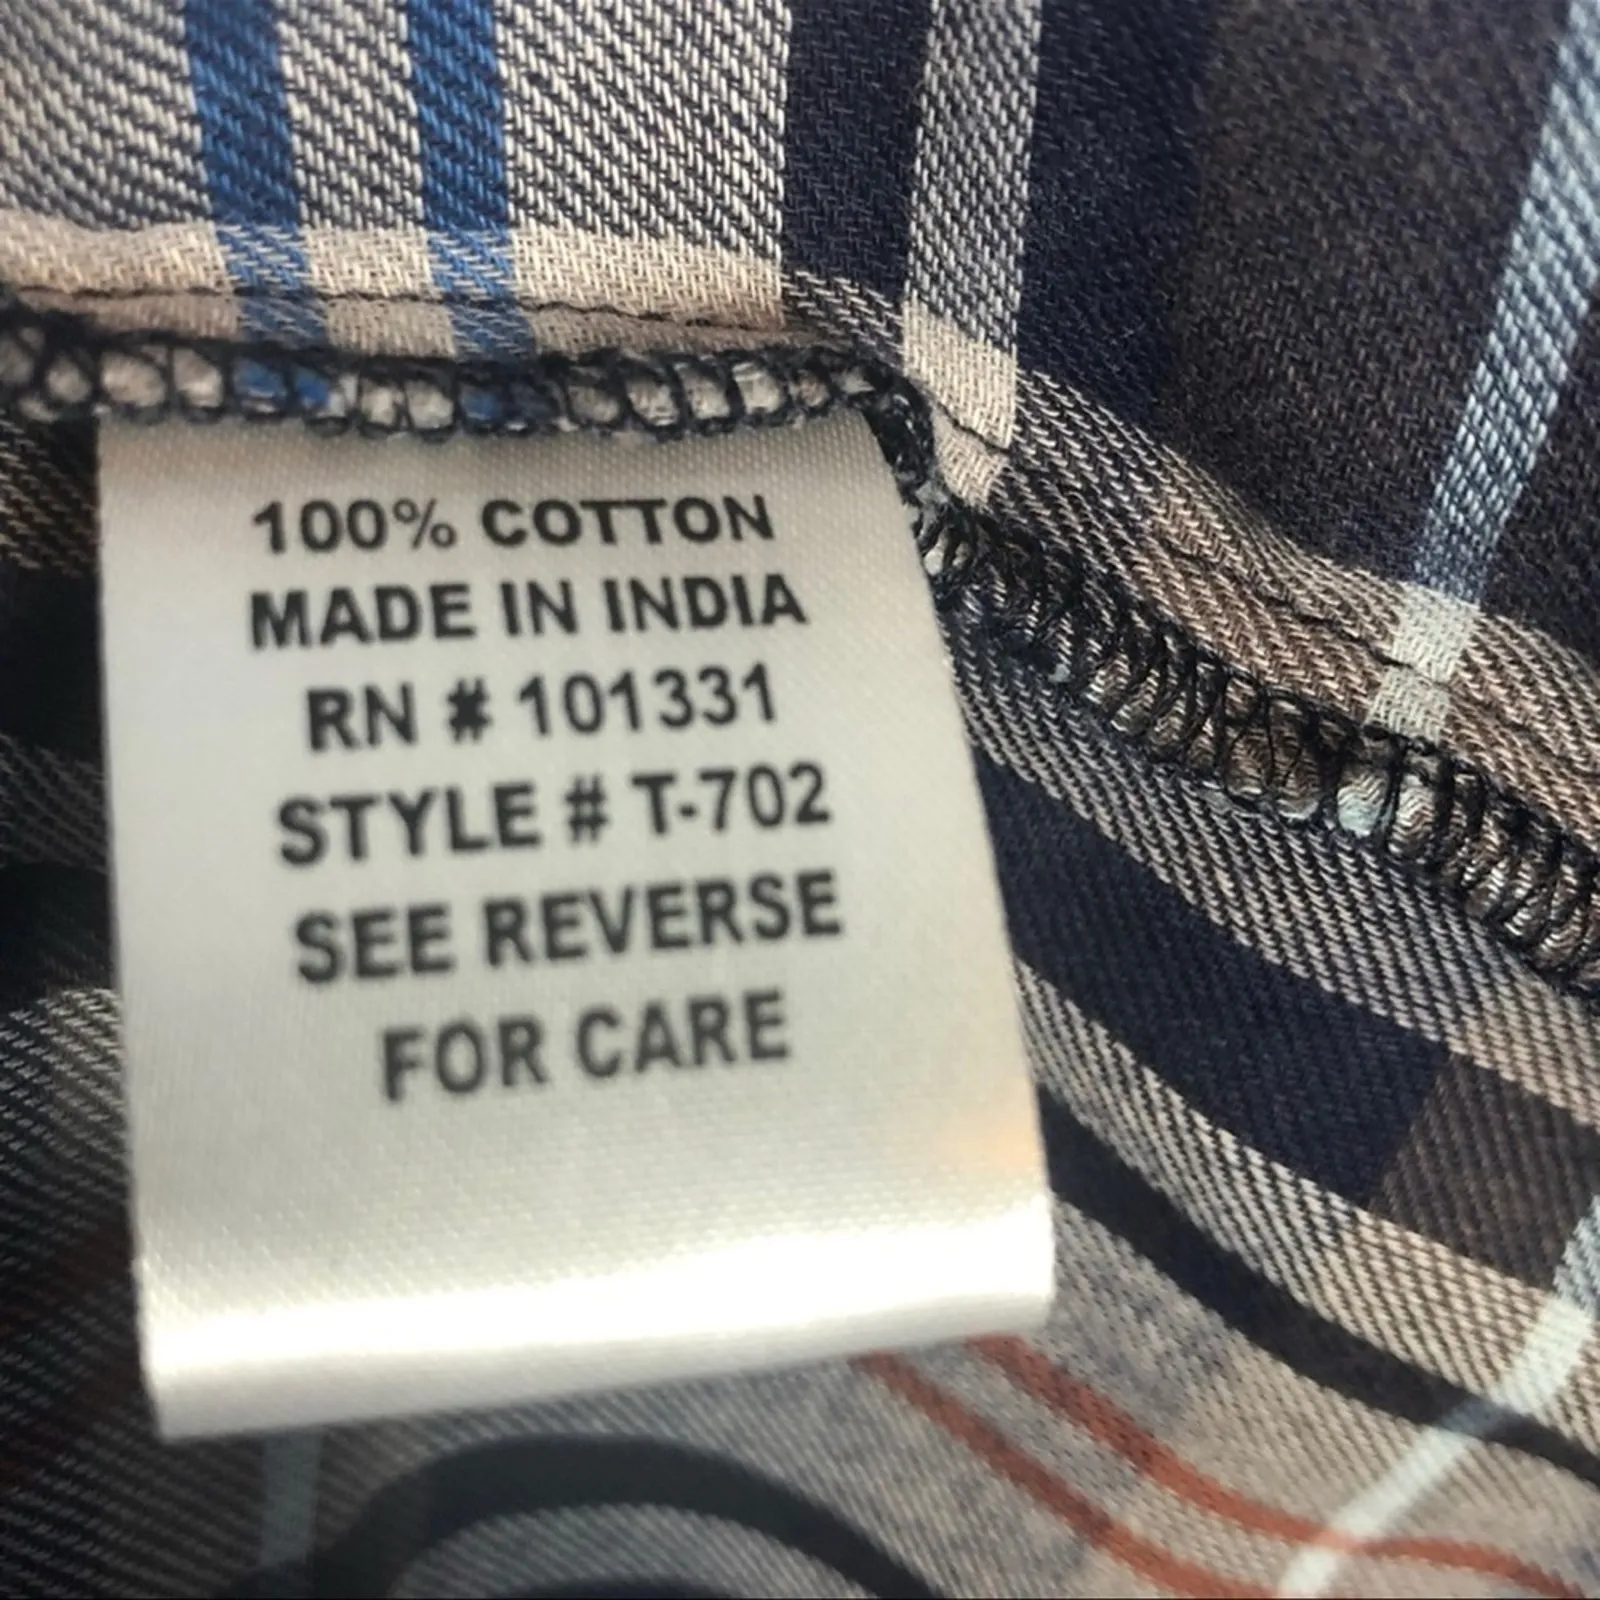 100% COTTON
MADE IN INDIA
RN # 101331
STYLE # T-702
SEE REVERSE
FOR CARE